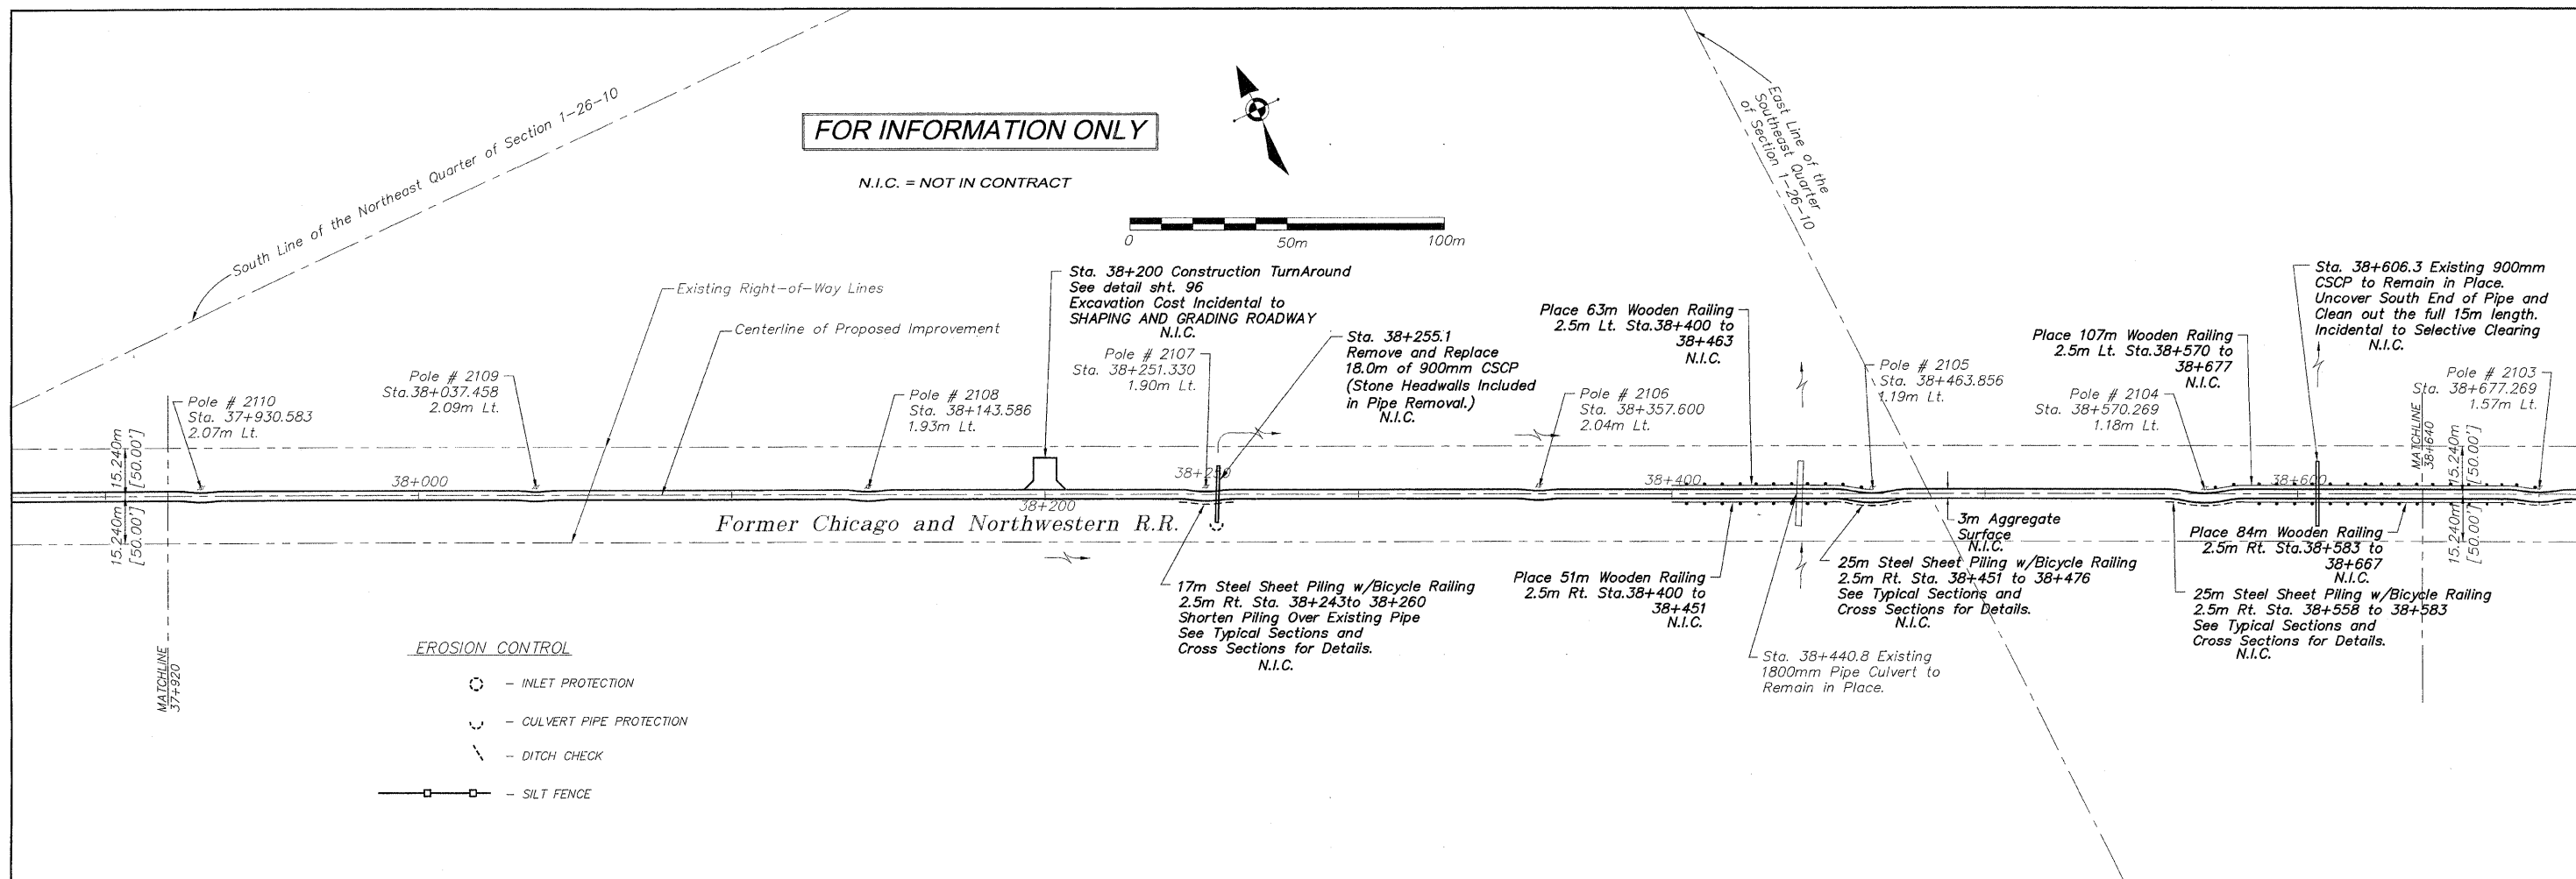 South Line of the Northeast Quarter of Section 1-26-10
FOR INFORMATION ONLY
N.I.C. = NOT IN CONTRACT
0 50m 100m
East Line of the
Southeast Quarter
of Section 1-26-10
Existing Right-of-Way Lines
Centerline of Proposed Improvement
Sta. 38+200 Construction TurnAround
See detail sht. 96
Excavation Cost Incidental to
SHAPING AND GRADING ROADWAY
N.I.C.
Sta. 38+255.1
Remove and Replace
18.0m of 900mm CSCP
(Stone Headwalls Included
in Pipe Removal.)
N.I.C.
Place 63m Wooden Railing
2.5m Lt. Sta.38+400 to
38+463
N.I.C.
Place 107m Wooden Railing
2.5m Lt. Sta.38+570 to
38+677
N.I.C.
Sta. 38+606.3 Existing 900mm
CSCP to Remain in Place.
Uncover South End of Pipe and
Clean out the full 15m length.
Incidental to Selective Clearing
N.I.C.
Pole # 2110
Sta. 37+930.583
2.07m Lt.
Pole # 2109
Sta.38+037.458
2.09m Lt.
Pole # 2108
Sta. 38+143.586
1.93m Lt.
Pole # 2107
Sta. 38+251.330
1.90m Lt.
Pole # 2106
Sta. 38+357.600
2.04m Lt.
Pole # 2105
Sta. 38+463.856
1.19m Lt.
Pole # 2104
Sta. 38+570.269
1.18m Lt.
Pole # 2103
Sta. 38+677.269
1.57m Lt.
15.240m
[50.00']
15.240m
[50.00']
MATCHLINE
37+920
38+000
38+200
38+400
38+600
MATCHLINE
38+640
15.240m
[50.00']
15.240m
[50.00']
Former Chicago and Northwestern R.R.
17m Steel Sheet Piling w/Bicycle Railing
2.5m Rt. Sta. 38+243to 38+260
Shorten Piling Over Existing Pipe
See Typical Sections and
Cross Sections for Details.
N.I.C.
Place 51m Wooden Railing
2.5m Rt. Sta.38+400 to
38+451
N.I.C.
3m Aggregate
Surface
N.I.C.
25m Steel Sheet Piling w/Bicycle Railing
2.5m Rt. Sta. 38+451 to 38+476
See Typical Sections and
Cross Sections for Details.
N.I.C.
Sta. 38+440.8 Existing
1800mm Pipe Culvert to
Remain in Place.
Place 84m Wooden Railing
2.5m Rt. Sta.38+583 to
38+667
N.I.C.
25m Steel Sheet Piling w/Bicycle Railing
2.5m Rt. Sta. 38+558 to 38+583
See Typical Sections and
Cross Sections for Details.
N.I.C.
EROSION CONTROL
- INLET PROTECTION
- CULVERT PIPE PROTECTION
- DITCH CHECK
- SILT FENCE